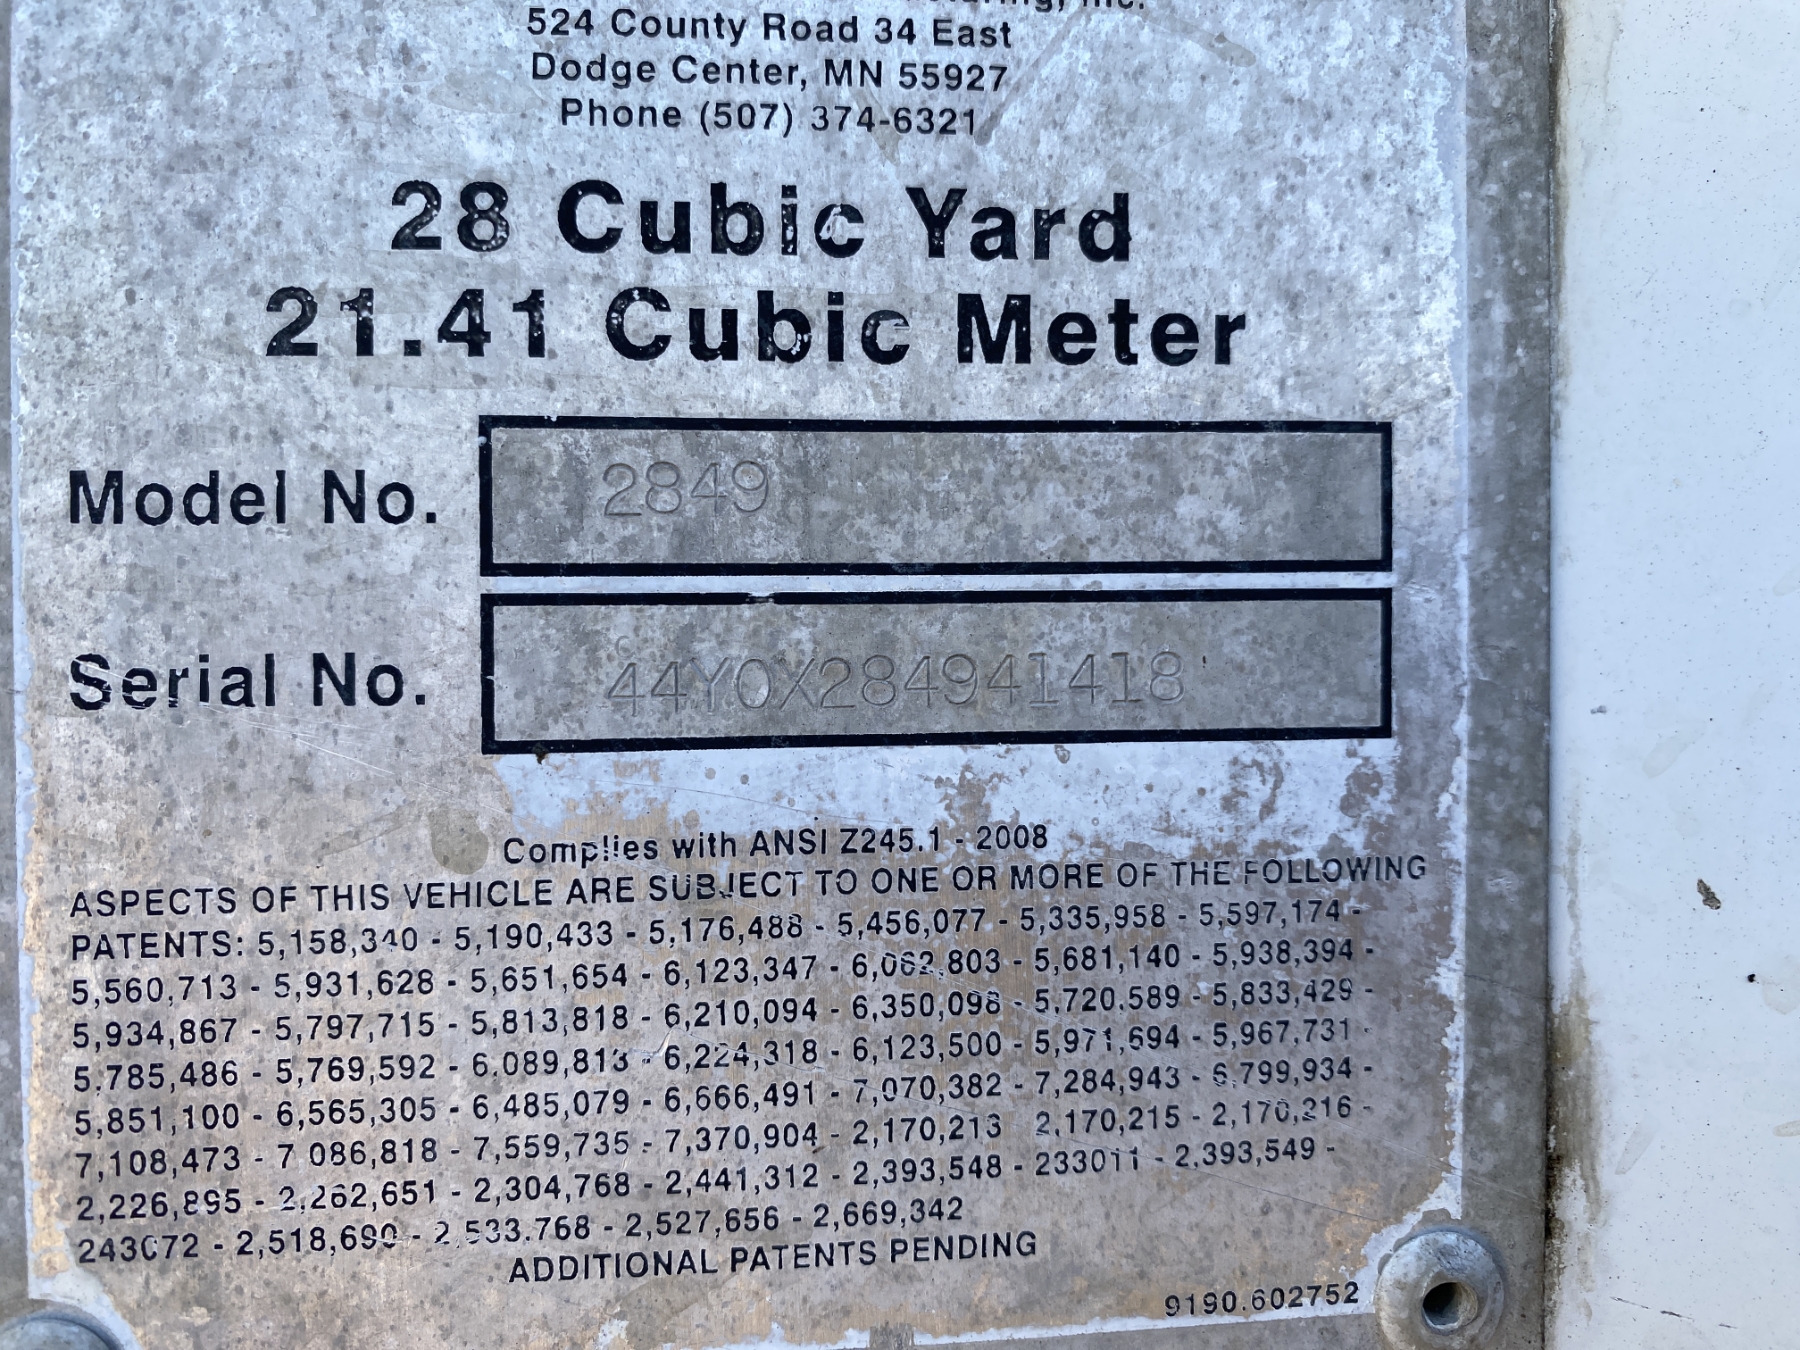 524 County Road 34 East
Dodge Center, MN 55927
Phone (507) 374-6321
28 Cubic Yard
21.41 Cubic Meter
Model No. 2849
Serial No. 44Y0X284941418
Complies with ANSI Z245.1 - 2008
ASPECTS OF THIS VEHICLE ARE SUBJECT TO ONE OR MORE OF THE FOLLOWING
PATENTS: 5,158,340 - 5,190,433 - 5,176,488 - 5,456,077 - 5,335,958 - 5,597,174 -
5,560,713 - 5,931,628 - 5,651,654 - 6,123,347 - 6,062,803 - 5,681,140 - 5,938,394 -
5,934,867 - 5,797,715 - 5,813,818 - 6,210,094 - 6,350,098 - 5,720,589 - 5,833,429 -
5,785,486 - 5,769,592 - 6,089,813 - 6,224,318 - 6,123,500 - 5,971,694 - 5,967,731 -
5,851,100 - 6,565,305 - 6,485,079 - 6,666,491 - 7,070,382 - 7,284,943 - 6,799,934 -
7,108,473 - 7,086,818 - 7,559,735 - 7,370,904 - 2,170,213 2,170,215 - 2,170,216 -
2,226,895 - 2,262,651 - 2,304,768 - 2,441,312 - 2,393,548 - 233011 - 2,393,549 -
243072 - 2,518,690 - 2,533,768 - 2,527,656 - 2,669,342
ADDITIONAL PATENTS PENDING
9190.602752